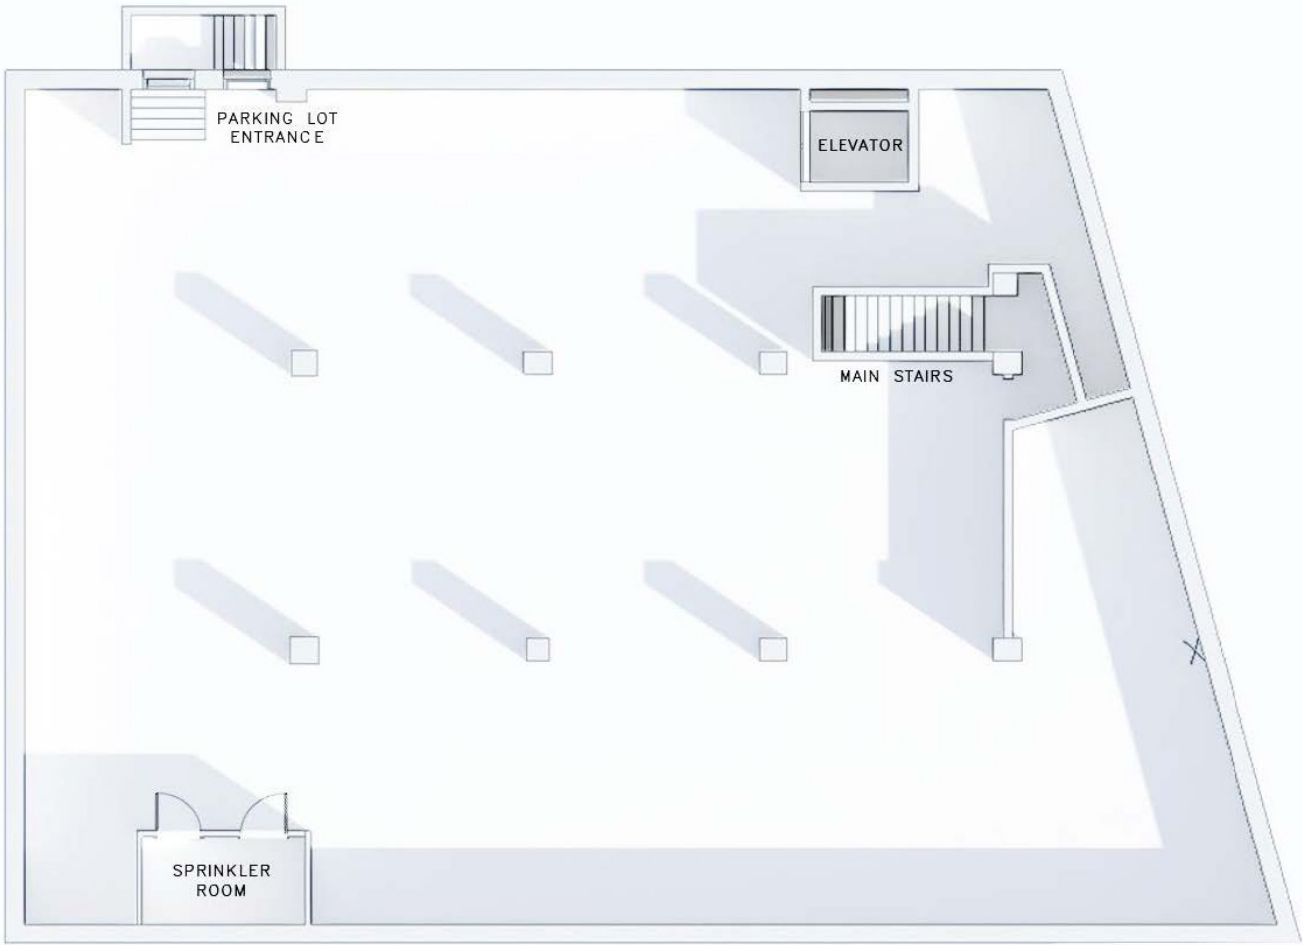 PARKING LOT
ENTRANCE
ELEVATOR
MAIN STAIRS
X
SPRINKLER
ROOM